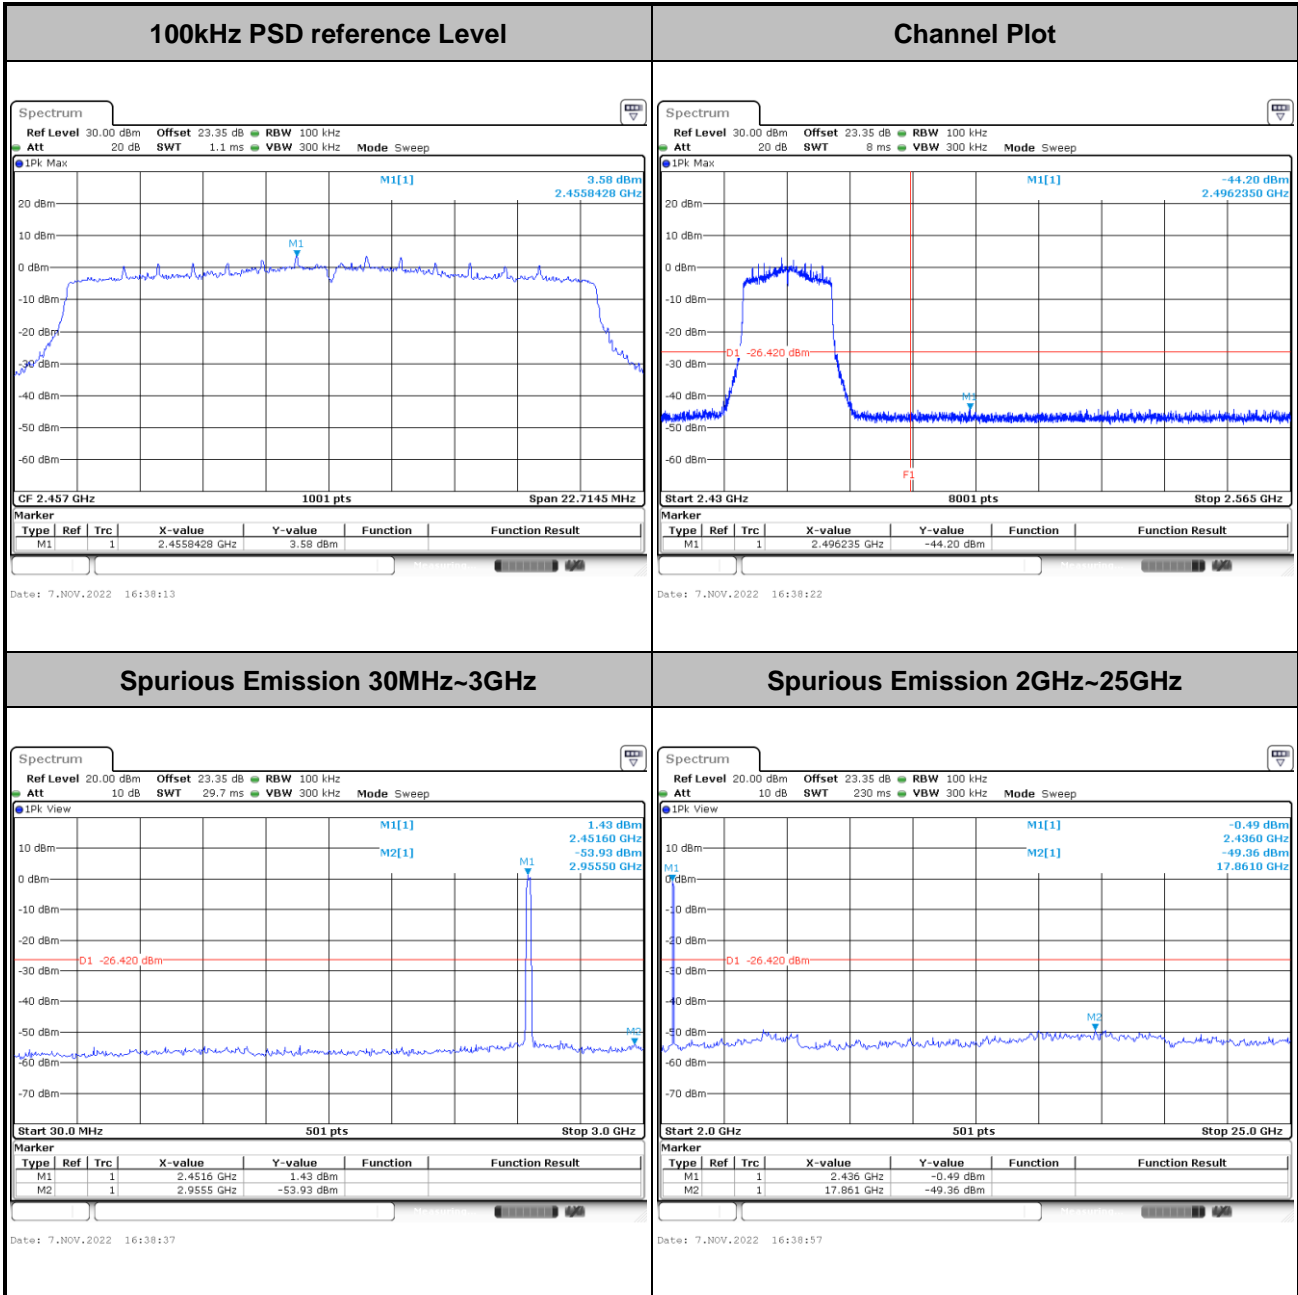 100kHz PSD reference Level
Channel Plot
Spectrum
Ref Level 30.00 dBm Offset 23.35 dB RBW 100 kHz
Att 20 dB SWT 1.1 ms VBW 300 kHz Mode Sweep
1Pk Max
M1[1] 3.58 dBm
2.4558428 GHz
20 dBm
10 dBm
M1
0 dBm
-10 dBm
-20 dBm
-30 dBm
-40 dBm
-50 dBm
-60 dBm
CF 2.457 GHz 1001 pts Span 22.7145 MHz
Marker
Type Ref Trc X-value Y-value Function Function Result
M1 1 2.4558428 GHz 3.58 dBm
Date: 7.NOV.2022 16:38:13
Spectrum
Ref Level 30.00 dBm Offset 23.35 dB RBW 100 kHz
Att 20 dB SWT 8 ms VBW 300 kHz Mode Sweep
1Pk Max
M1[1] -44.20 dBm
2.4962350 GHz
20 dBm
10 dBm
0 dBm
-10 dBm
-20 dBm
D1 -26.420 dBm
-30 dBm
-40 dBm
M1
-50 dBm
-60 dBm
F1
Start 2.43 GHz 8001 pts Stop 2.565 GHz
Marker
Type Ref Trc X-value Y-value Function Function Result
M1 1 2.496235 GHz -44.20 dBm
Date: 7.NOV.2022 16:38:22
Spurious Emission 30MHz~3GHz
Spurious Emission 2GHz~25GHz
Spectrum
Ref Level 20.00 dBm Offset 23.35 dB RBW 100 kHz
Att 10 dB SWT 29.7 ms VBW 300 kHz Mode Sweep
1Pk View
M1[1] 1.43 dBm
2.45160 GHz
M2[1] -53.93 dBm
2.95550 GHz
10 dBm
M1
0 dBm
-10 dBm
-20 dBm
D1 -26.420 dBm
-30 dBm
-40 dBm
-50 dBm
M2
-60 dBm
-70 dBm
Start 30.0 MHz 501 pts Stop 3.0 GHz
Marker
Type Ref Trc X-value Y-value Function Function Result
M1 1 2.4516 GHz 1.43 dBm
M2 1 2.9555 GHz -53.93 dBm
Measuring...
Date: 7.NOV.2022 16:38:37
Spectrum
Ref Level 20.00 dBm Offset 23.35 dB RBW 100 kHz
Att 10 dB SWT 230 ms VBW 300 kHz Mode Sweep
1Pk View
M1[1] -0.49 dBm
2.4360 GHz
M2[1] -49.36 dBm
17.8610 GHz
10 dBm
M1
0 dBm
-10 dBm
-20 dBm
D1 -26.420 dBm
-30 dBm
-40 dBm
M2
-50 dBm
-60 dBm
-70 dBm
Start 2.0 GHz 501 pts Stop 25.0 GHz
Marker
Type Ref Trc X-value Y-value Function Function Result
M1 1 2.436 GHz -0.49 dBm
M2 1 17.861 GHz -49.36 dBm
Date: 7.NOV.2022 16:38:57